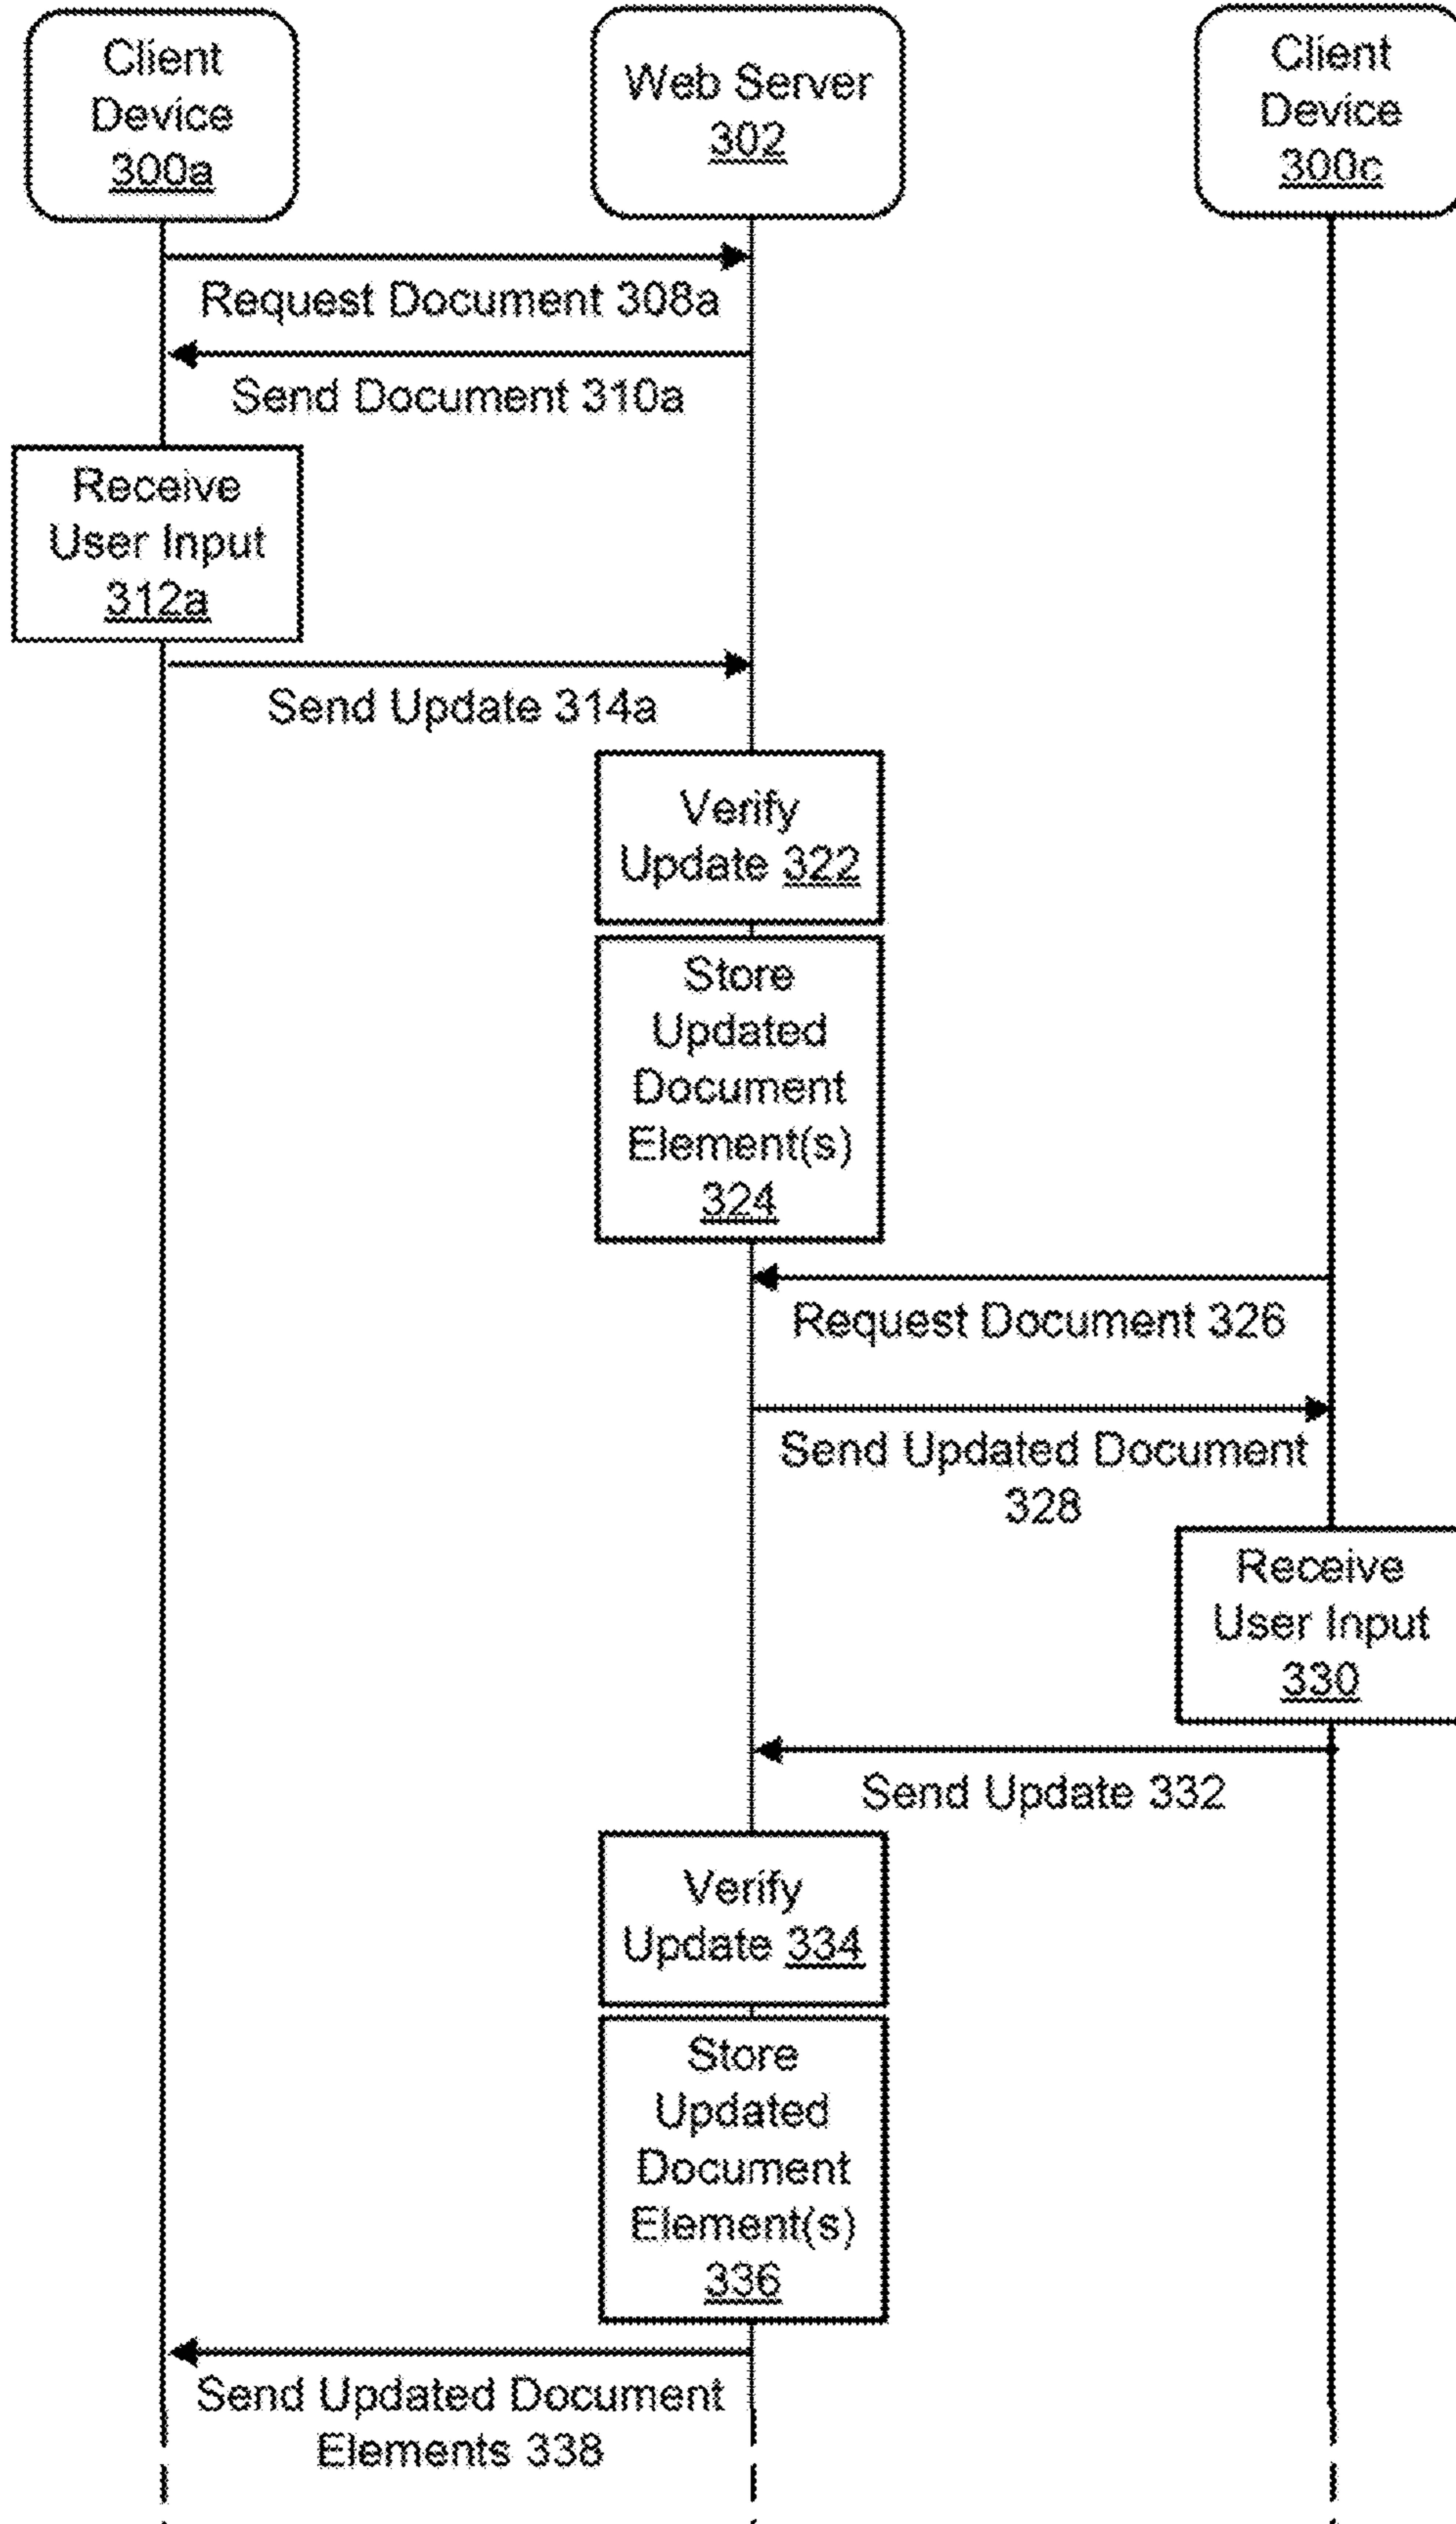 Client
Device
300a
Web Server
302
Client
Device
300c
Request Document 308a
Send Document 310a
Receive
User Input
312a
Send Update 314a
Verify
Update 322
Store
Updated
Document
Element(s)
324
Request Document 326
Send Updated Document
328
Receive
User Input
330
Send Update 332
Verify
Update 334
Store
Updated
Document
Element(s)
336
Send Updated Document
Elements 338